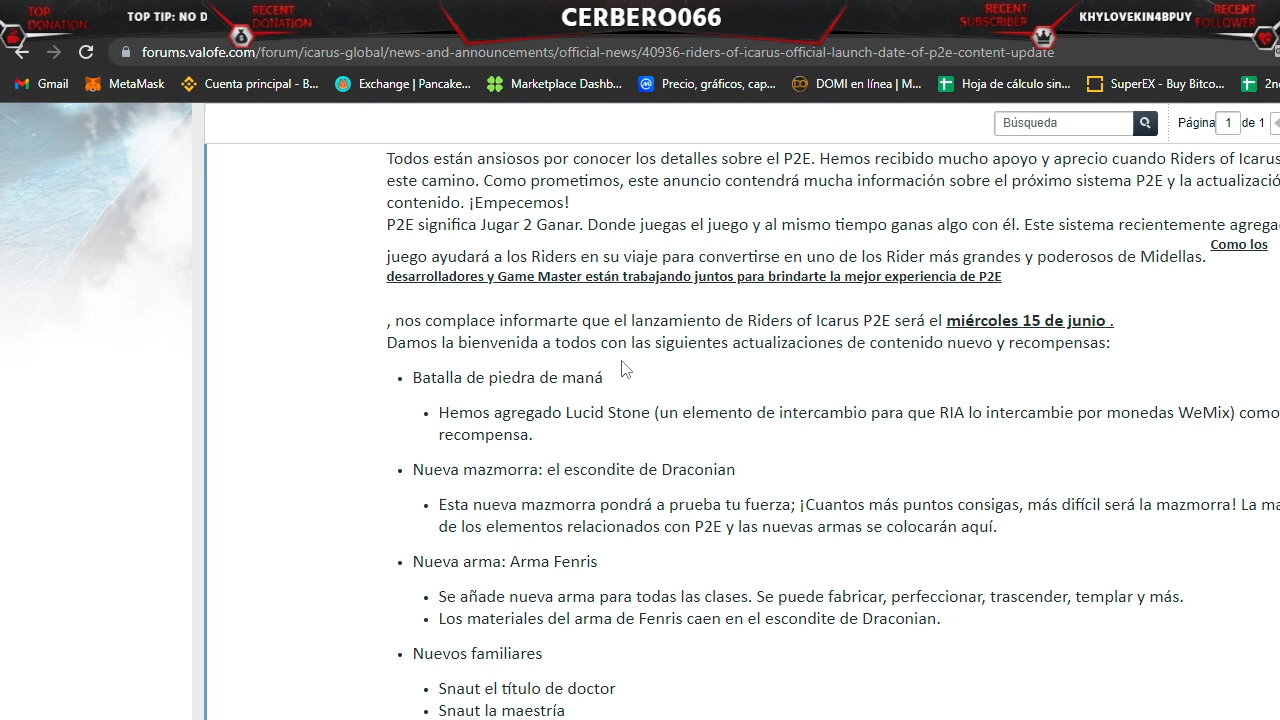 TOP DONATION
TOP TIP: NO D
RECENT DONATION
CERBERO066
RECENT SUBSCRIBER
KHYLOVEKIN4BPUY
RECENT FOLLOWER
forums.valofe.com/forum/icarus-global/news-and-announcements/official-news/40936-riders-of-icarus-official-launch-date-of-p2e-content-update
Gmail MetaMask Cuenta principal - B... Exchange | Pancake... Marketplace Dashb... Precio, gráficos, cap... DOMI en línea | M... Hoja de cálculo sin... SuperEX - Buy Bitco... 2n
Búsqueda Página 1 de 1
Todos están ansiosos por conocer los detalles sobre el P2E. Hemos recibido mucho apoyo y aprecio cuando Riders of Icarus
este camino. Como prometimos, este anuncio contendrá mucha información sobre el próximo sistema P2E y la actualizació
contenido. ¡Empecemos!
P2E significa Jugar 2 Ganar. Donde juegas el juego y al mismo tiempo ganas algo con él. Este sistema recientemente agrega
juego ayudará a los Riders en su viaje para convertirse en uno de los Rider más grandes y poderosos de Midellas. Como los
desarrolladores y Game Master están trabajando juntos para brindarte la mejor experiencia de P2E
, nos complace informarte que el lanzamiento de Riders of Icarus P2E será el miércoles 15 de junio .
Damos la bienvenida a todos con las siguientes actualizaciones de contenido nuevo y recompensas:
• Batalla de piedra de maná
• Hemos agregado Lucid Stone (un elemento de intercambio para que RIA lo intercambie por monedas WeMix) como
recompensa.
• Nueva mazmorra: el escondite de Draconian
• Esta nueva mazmorra pondrá a prueba tu fuerza; ¡Cuantos más puntos consigas, más difícil será la mazmorra! La ma
de los elementos relacionados con P2E y las nuevas armas se colocarán aquí.
• Nueva arma: Arma Fenris
• Se añade nueva arma para todas las clases. Se puede fabricar, perfeccionar, trascender, templar y más.
• Los materiales del arma de Fenris caen en el escondite de Draconian.
• Nuevos familiares
• Snaut el título de doctor
• Snaut la maestría